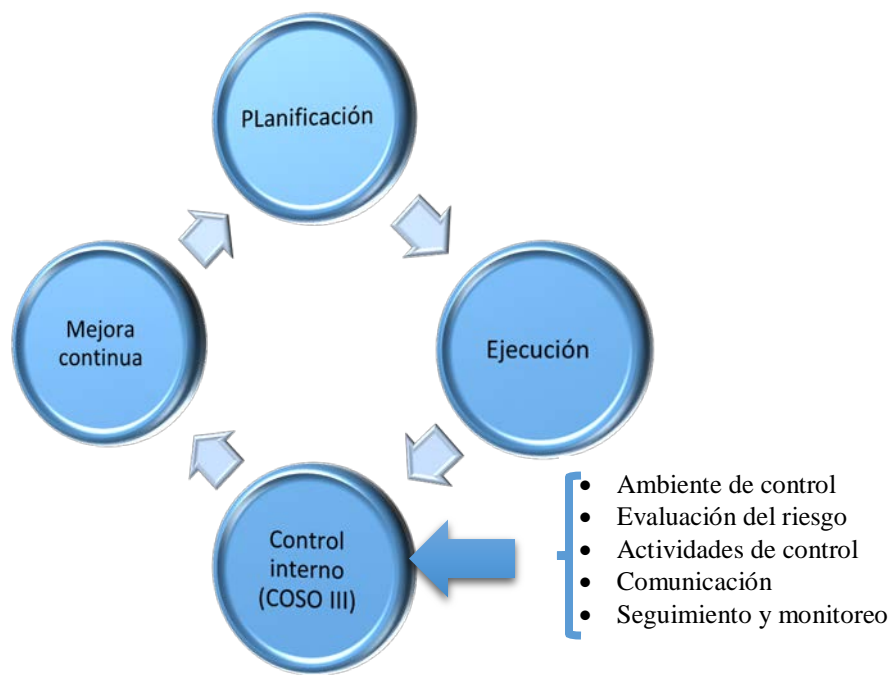 PLanificación
Ejecución
Mejora
continua
Control
interno
(COSO III)
• Ambiente de control
• Evaluación del riesgo
• Actividades de control
• Comunicación
• Seguimiento y monitoreo